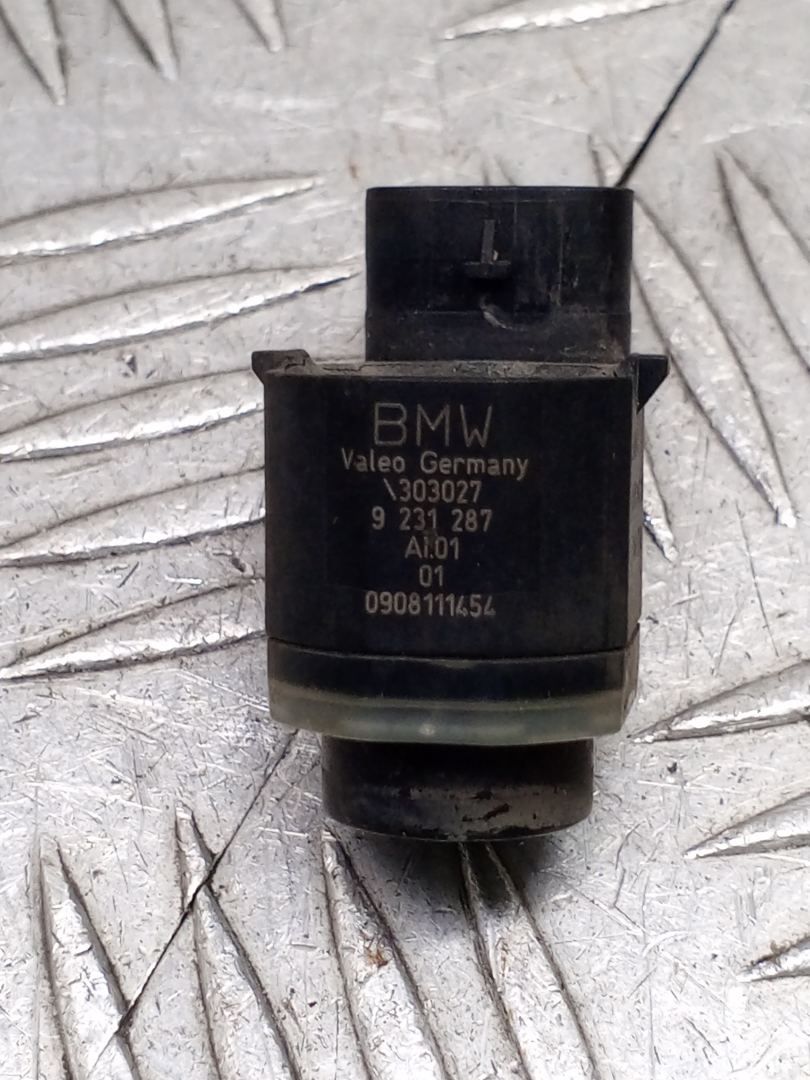 BMW
Valeo Germany
\303027
9 231 287
AI.01
01
0908111454